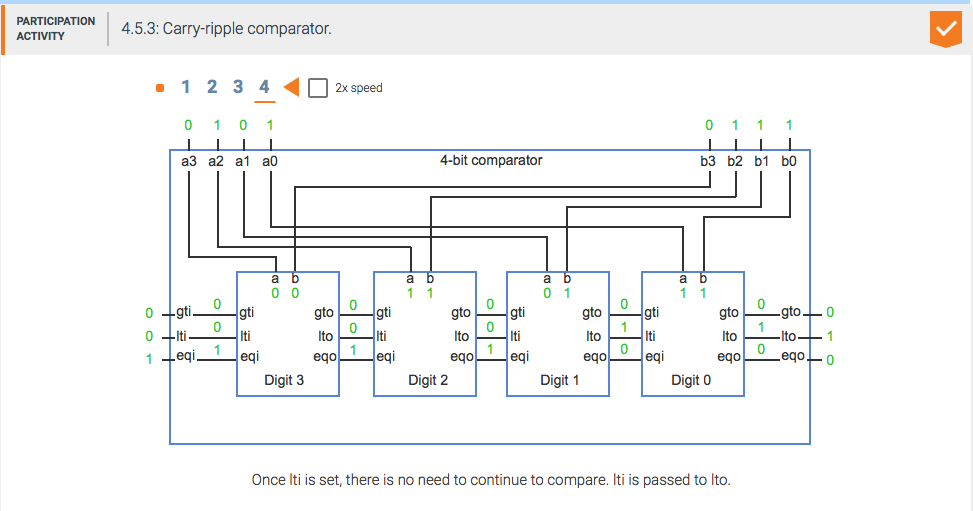 PARTICIPATION
ACTIVITY
4.5.3: Carry-ripple comparator.
1 2 3 4 2x speed
0 1 0 1 0 1 1 1
a3 a2 a1 a0 4-bit comparator b3 b2 b1 b0
a b a b a b a b
0 0 1 1 0 1 1 1
0 gti 0 gti gto 0 gti gto 0 gti gto 0 gti gto 0 gto 0
0 lti 0 lti lto 0 lti lto 0 lti lto 1 lti lto 1 lto 1
1 eqi 1 eqi eqo 1 eqi eqo 1 eqi eqo 0 eqi eqo 0 eqo 0
Digit 3 Digit 2 Digit 1 Digit 0
Once lti is set, there is no need to continue to compare. lti is passed to lto.